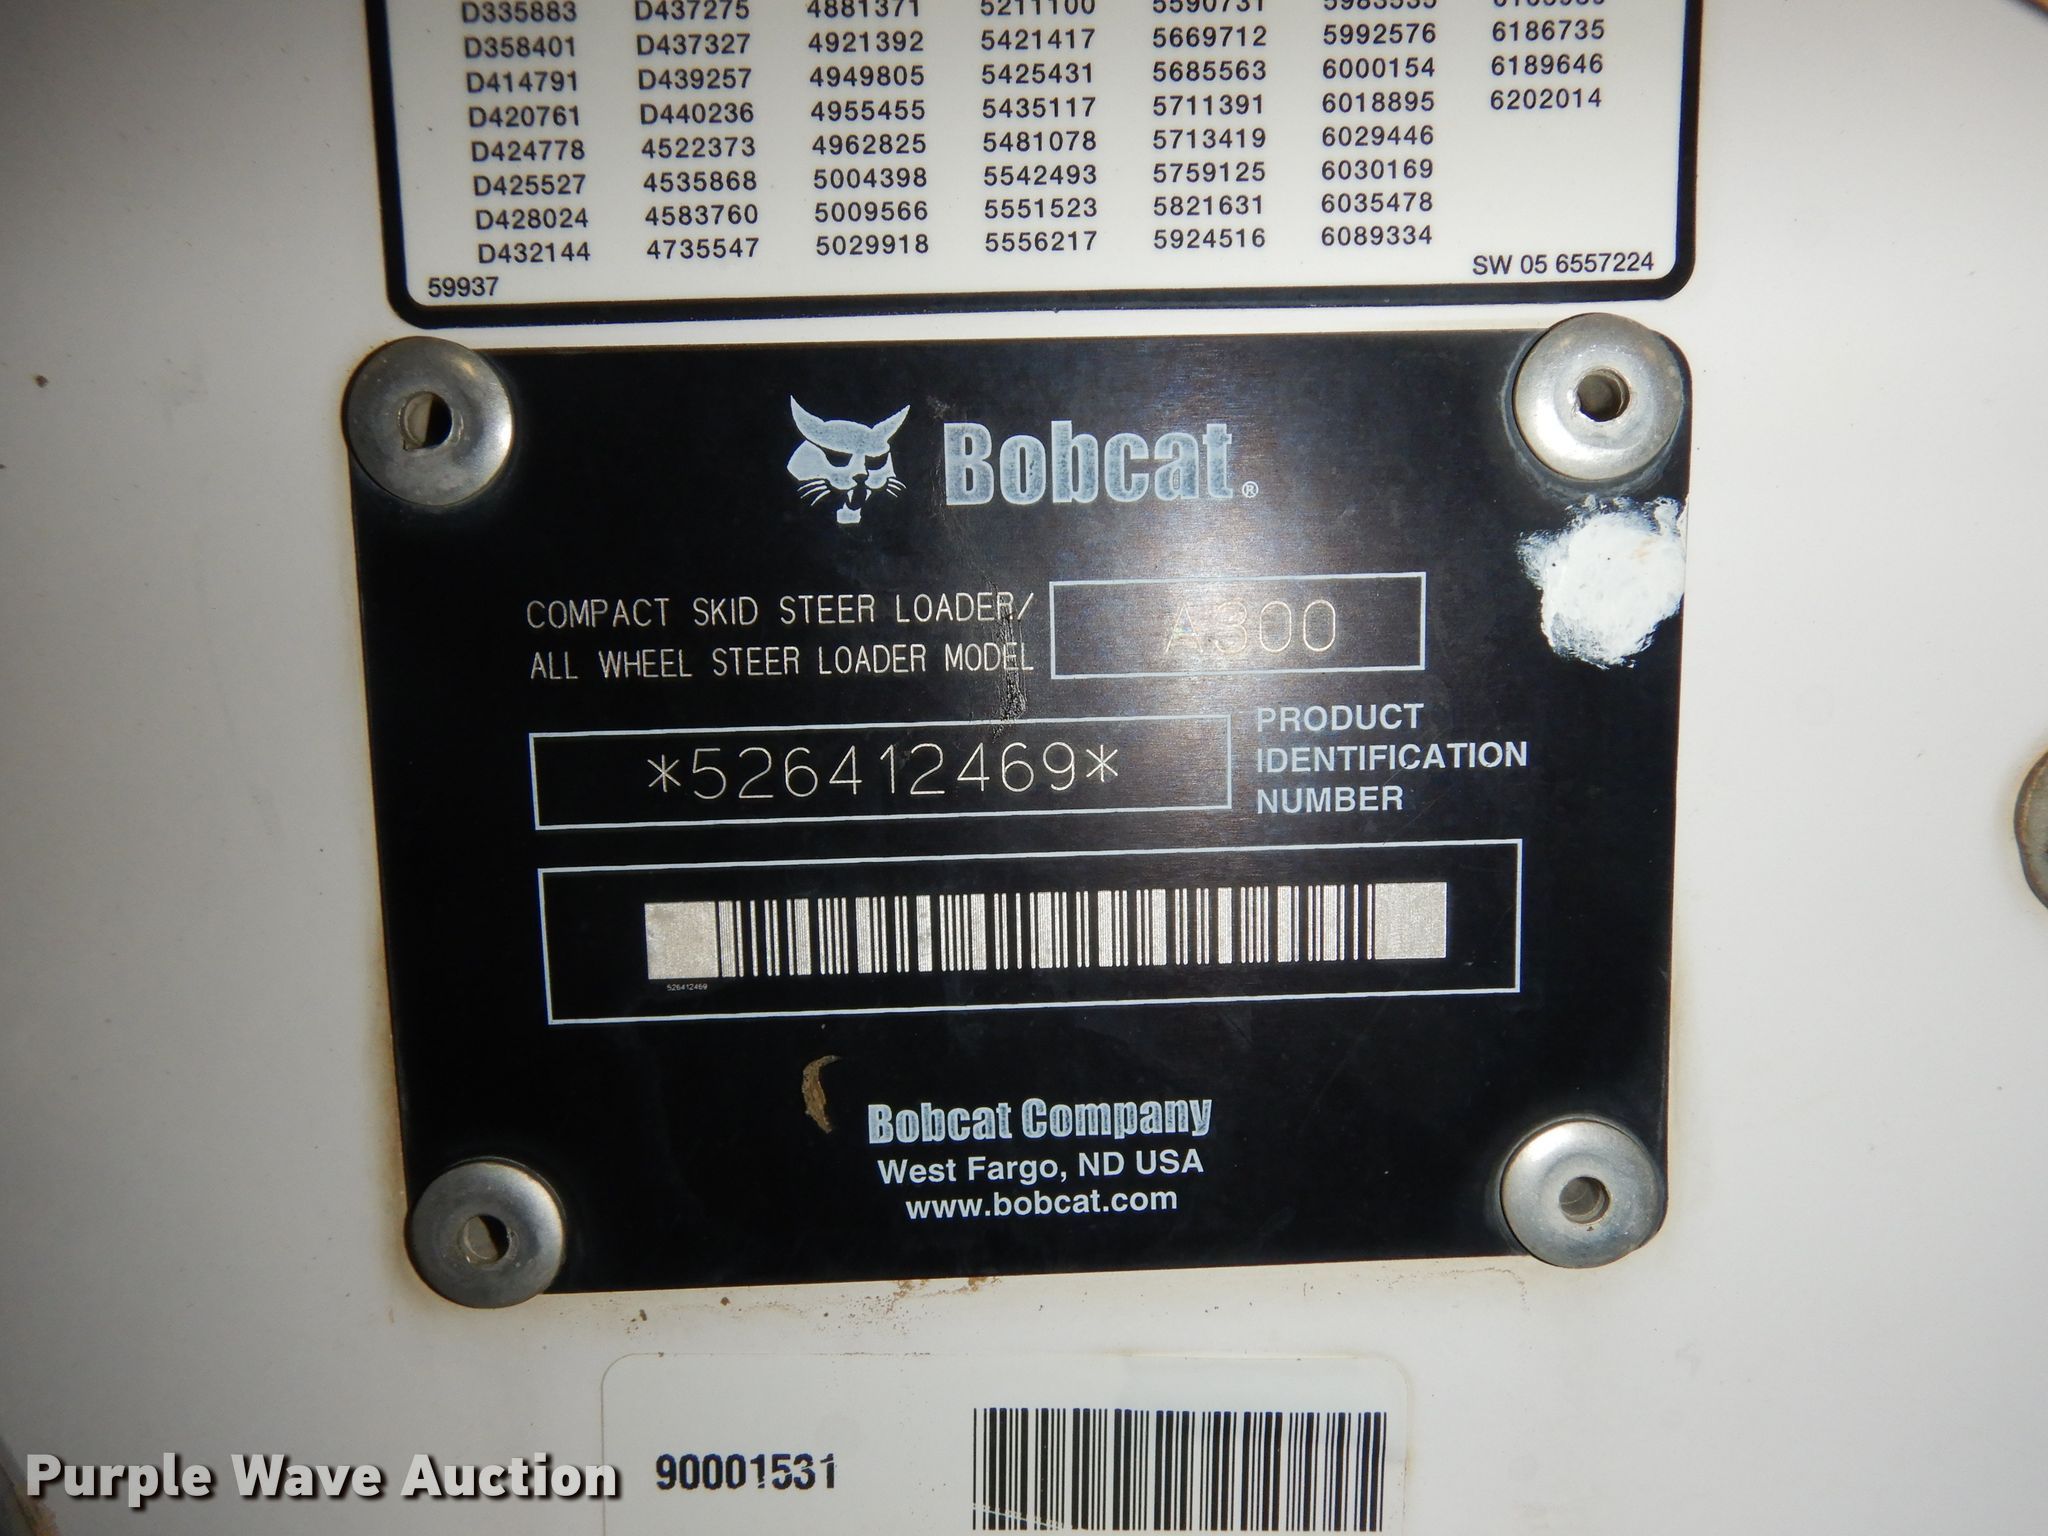 D335883 D437275 4881371 5211100 5590731 5983535
D358401 D437327 4921392 5421417 5669712 5992576 6186735
D414791 D439257 4949805 5425431 5685563 6000154 6189646
D420761 D440236 4955455 5435117 5711391 6018895 6202014
D424778 4522373 4962825 5481078 5713419 6029446
D425527 4535868 5004398 5542493 5759125 6030169
D428024 4583760 5009566 5551523 5821631 6035478
D432144 4735547 5029918 5556217 5924516 6089334
59937 SW 05 6557224
Bobcat®
COMPACT SKID STEER LOADER/
ALL WHEEL STEER LOADER MODEL
A300
*526412469*
PRODUCT
IDENTIFICATION
NUMBER
526412469
Bobcat Company
West Fargo, ND USA
www.bobcat.com
90001531
Purple Wave Auction